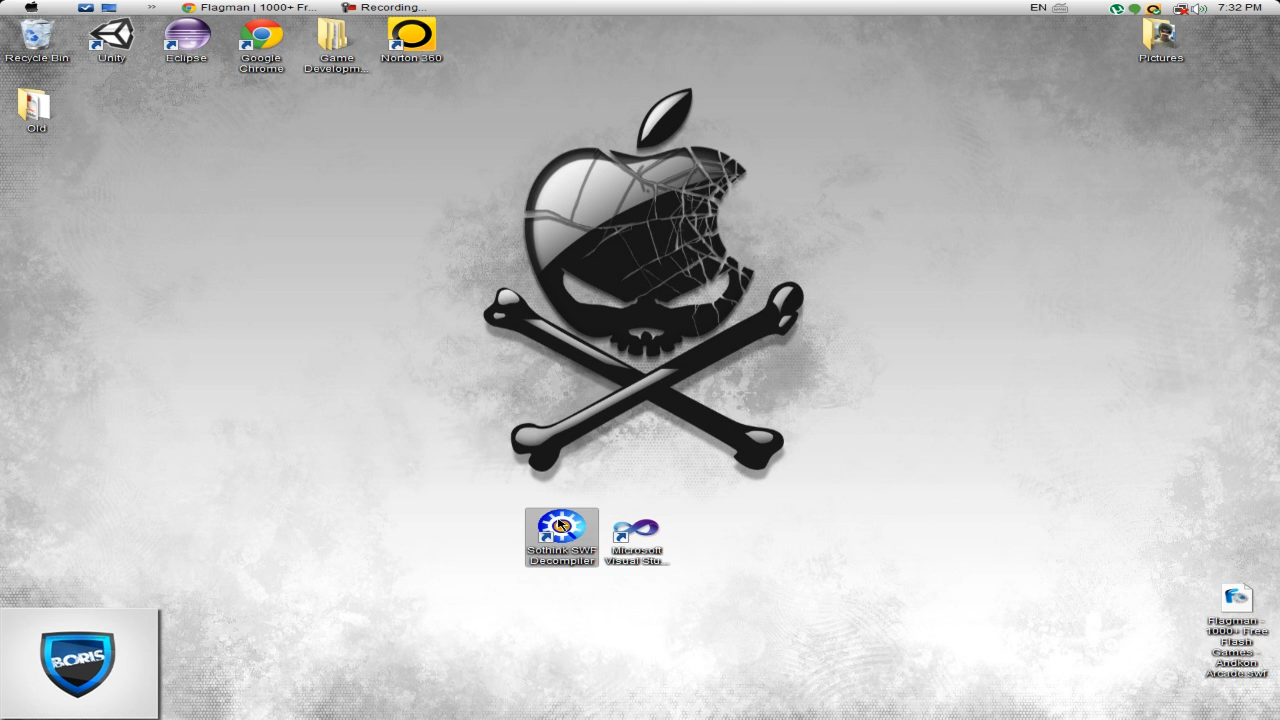 Flagman | 1000+ Fr...
Recording...
EN
7:32 PM
Recycle Bin
Unity
Eclipse
Google
Chrome
Game
Developm...
Norton 360
Pictures
Old
Sothink SWF
Decompiler
Microsoft
Visual Stu...
Flagman -
1000+ Free
Flash
Games -
Andkon
Arcade.swf
BORIS